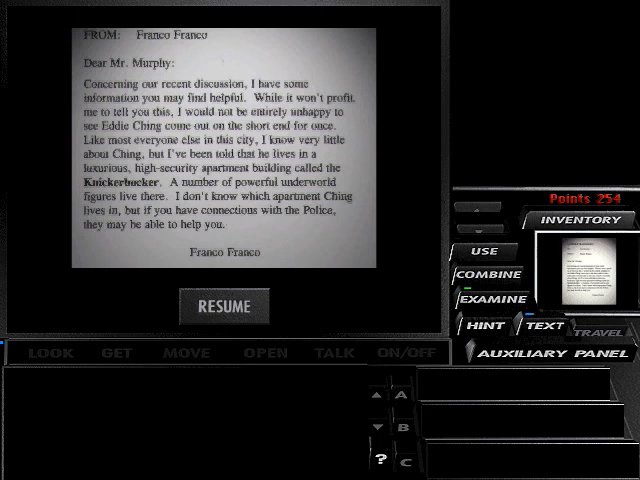 FROM: Franco Franco
Dear Mr. Murphy:
Concerning our recent discussion, I have some
information you may find helpful. While it won't profit
me to tell you this, I would not be entirely unhappy to
see Eddie Ching come out on the short end for once.
Like most everyone else in this city, I know very little
about Ching, but I've been told that he lives in a
luxurious, high-security apartment building called the
Knickerbocker. A number of powerful underworld
figures live there. I don't know which apartment Ching
lives in, but if you have connections with the Police,
they may be able to help you.
Franco Franco
RESUME
Points 254
INVENTORY
USE
COMBINE
EXAMINE
HINT TEXT TRAVEL
LOOK GET MOVE OPEN TALK ON/OFF
AUXILIARY PANEL
A
B
? C